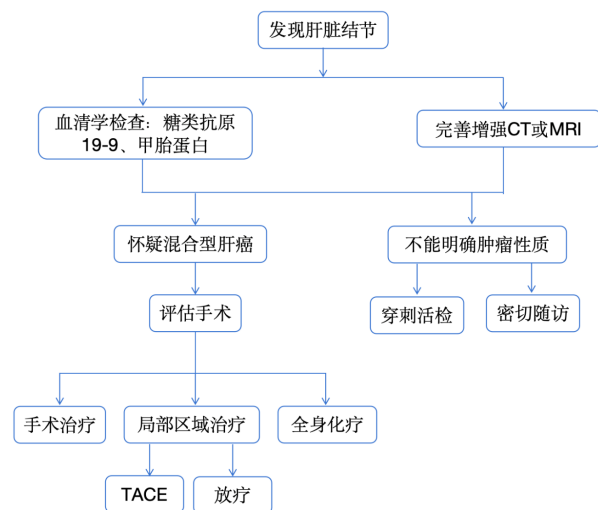 发现肝脏结节
血清学检查：糖类抗原
19-9、甲胎蛋白
完善增强CT或MRI
怀疑混合型肝癌
不能明确肿瘤性质
评估手术
穿刺活检
密切随访
手术治疗
局部区域治疗
全身化疗
TACE
放疗